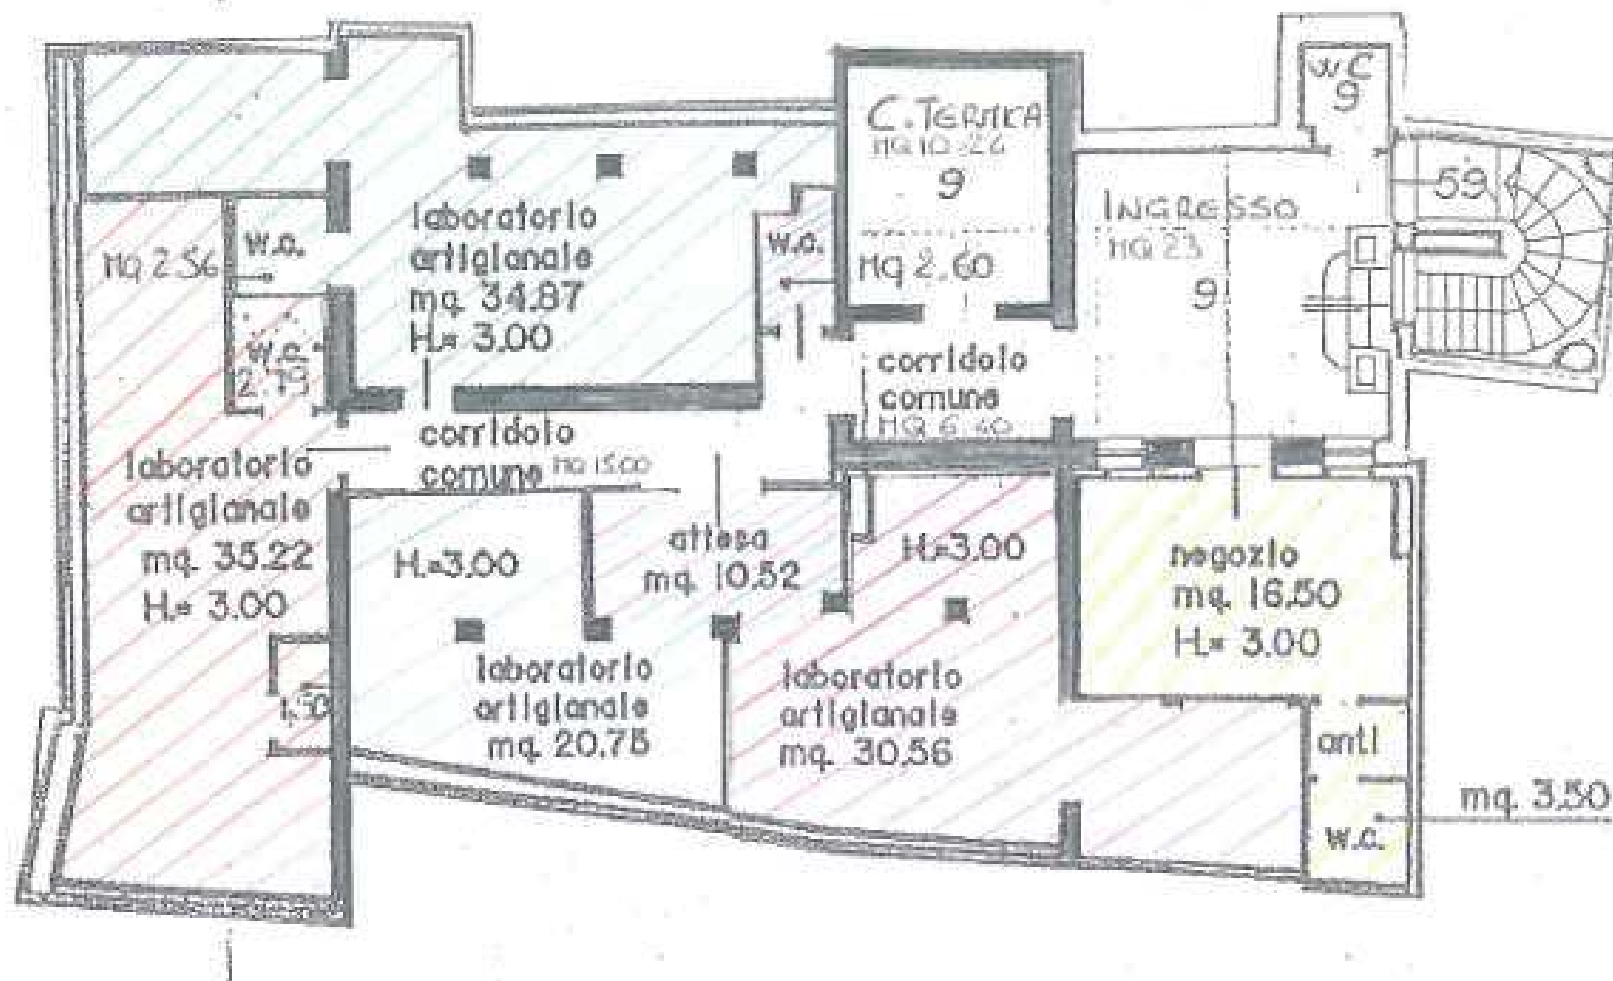 w.C
9
C. TERMICA
MQ 10.24
9
MQ 2.60
INGRESSO
MQ 23
9
59
laboratorio
artigianale
mq. 34.87
H.= 3.00
w.c.
w.c.
MQ 2.56
w.c.
2.79
corridoio
comune
MQ 6.40
corridoio
comune MQ 15.00
laboratorio
artigianale
mq. 35.22
H.= 3.00
1,50
H.=3.00
attesa
mq. 10.52
H.=3.00
negozio
mq. 16.50
H.= 3.00
laboratorio
artigianale
mq. 20.75
laboratorio
artigianale
mq. 30.56
anti
w.c.
mq. 3.50